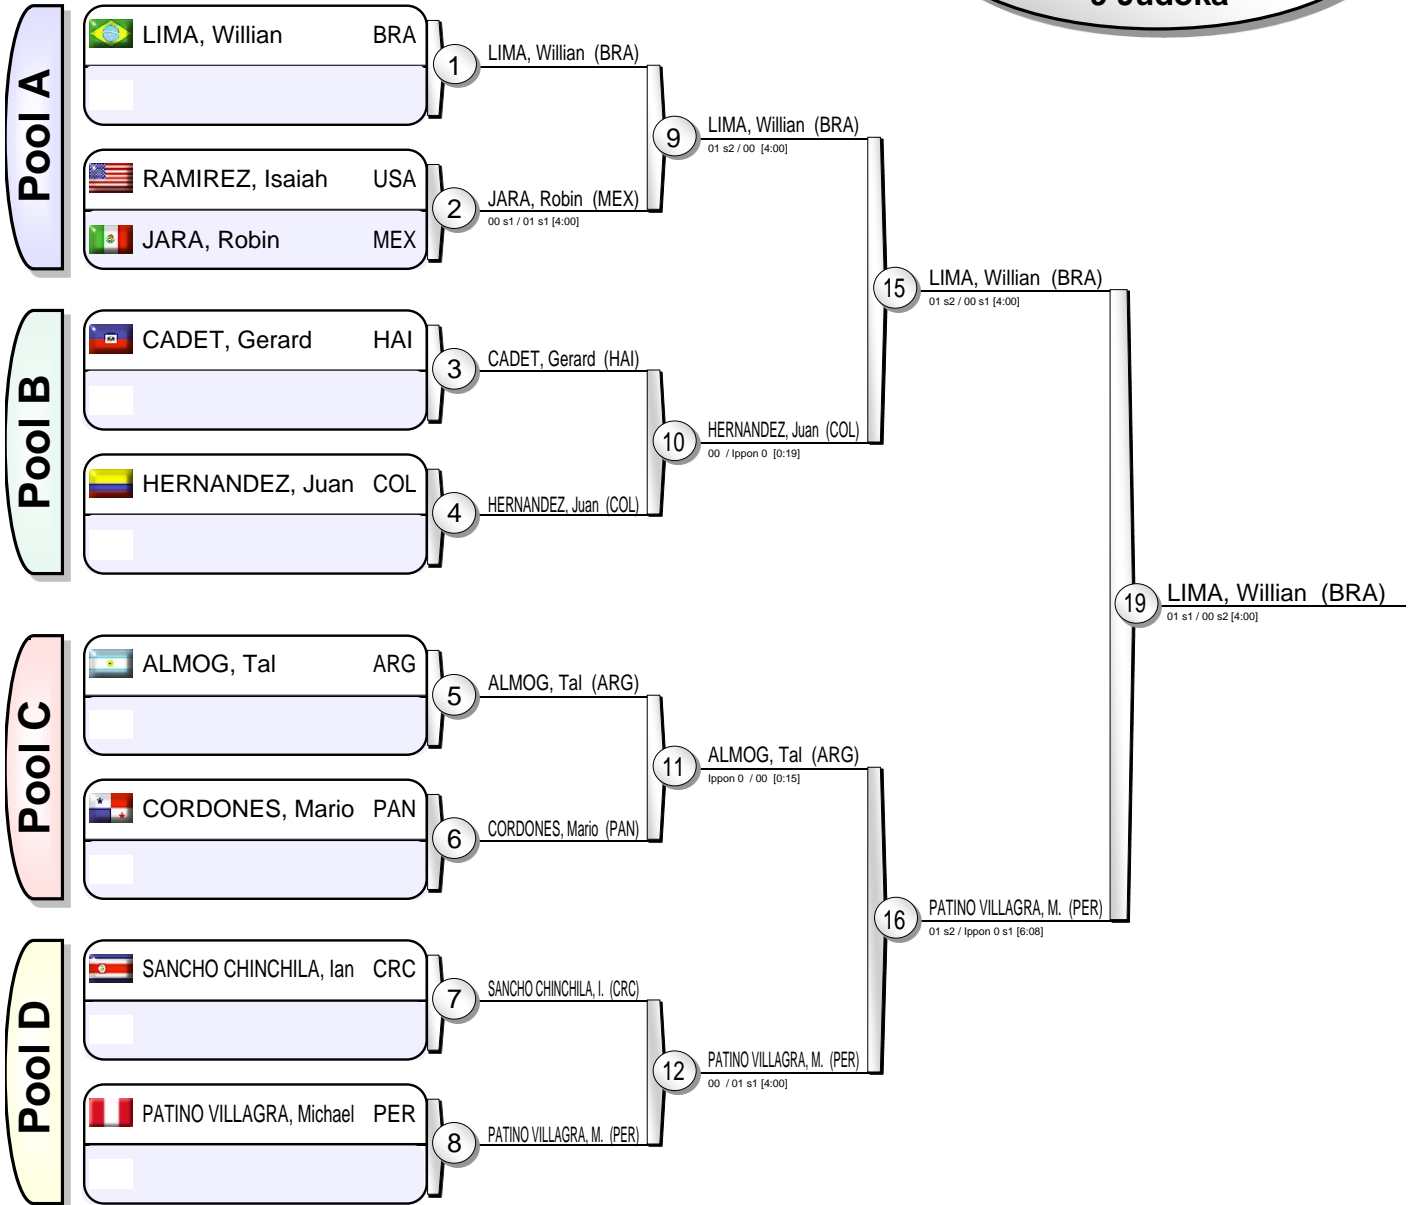 9 Judoka
Pool A
LIMA, Willian BRA
1
LIMA, Willian (BRA)
RAMIREZ, Isaiah USA
JARA, Robin MEX
2
JARA, Robin (MEX)
00 s1 / 01 s1 [4:00]
9
LIMA, Willian (BRA)
01 s2 / 00 [4:00]
Pool B
CADET, Gerard HAI
3
CADET, Gerard (HAI)
HERNANDEZ, Juan COL
4
HERNANDEZ, Juan (COL)
10
HERNANDEZ, Juan (COL)
00 / Ippon 0 [0:19]
15
LIMA, Willian (BRA)
01 s2 / 00 s1 [4:00]
Pool C
ALMOG, Tal ARG
5
ALMOG, Tal (ARG)
CORDONES, Mario PAN
6
CORDONES, Mario (PAN)
11
ALMOG, Tal (ARG)
Ippon 0 / 00 [0:15]
Pool D
SANCHO CHINCHILA, Ian CRC
7
SANCHO CHINCHILA, I. (CRC)
PATINO VILLAGRA, Michael PER
8
PATINO VILLAGRA, M. (PER)
12
PATINO VILLAGRA, M. (PER)
00 / 01 s1 [4:00]
16
PATINO VILLAGRA, M. (PER)
01 s2 / Ippon 0 s1 [6:08]
19
LIMA, Willian (BRA)
01 s1 / 00 s2 [4:00]